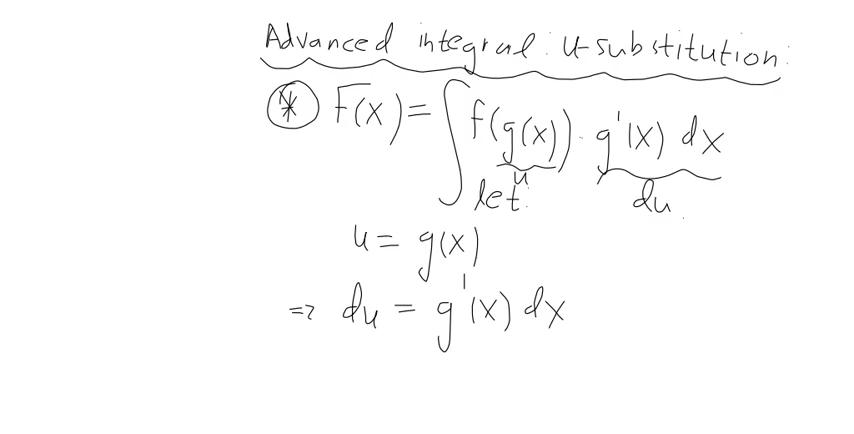 Advanced integral: u-substitution:
* F(x) = ∫ f(g(x)) · g'(x) dx
u du.
let:
u = g(x)
=> du = g'(x) dx